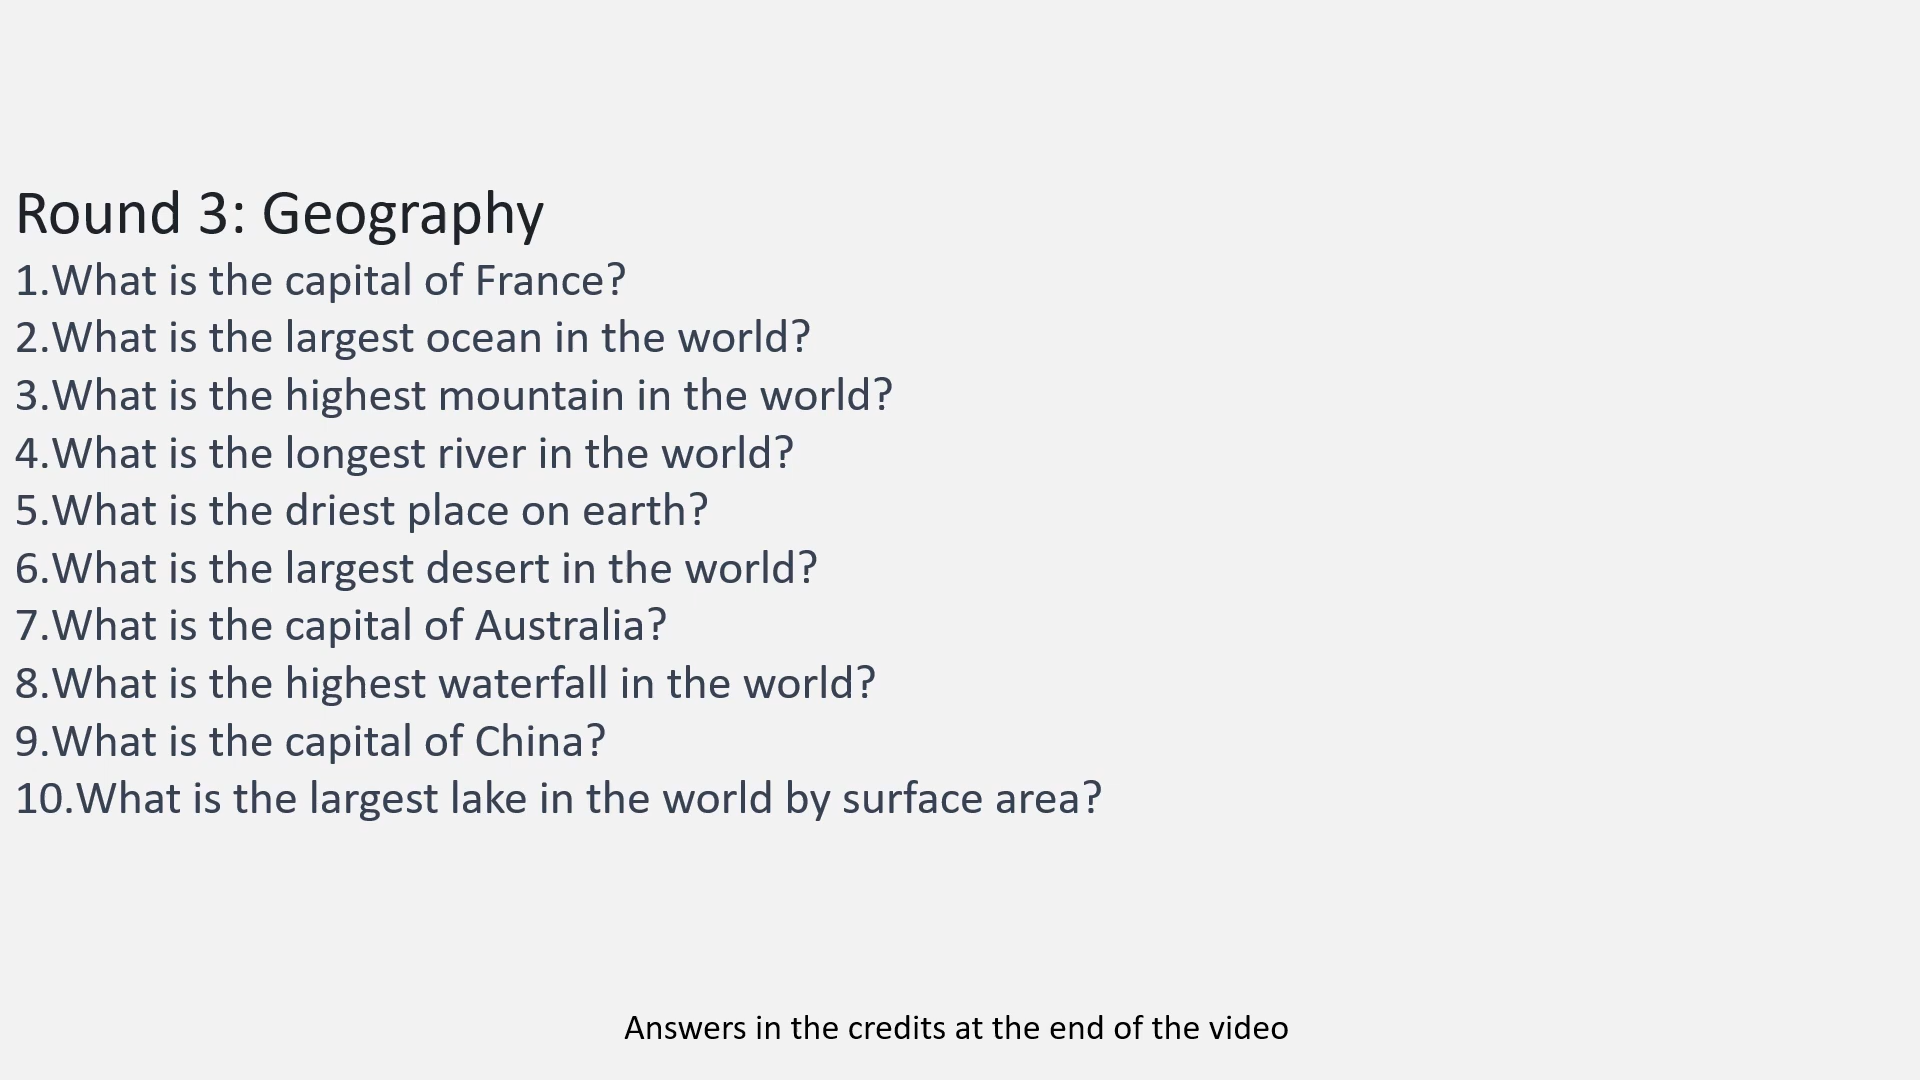 Round 3: Geography
1.What is the capital of France?
2.What is the largest ocean in the world?
3.What is the highest mountain in the world?
4.What is the longest river in the world?
5.What is the driest place on earth?
6.What is the largest desert in the world?
7.What is the capital of Australia?
8.What is the highest waterfall in the world?
9.What is the capital of China?
10.What is the largest lake in the world by surface area?
Answers in the credits at the end of the video